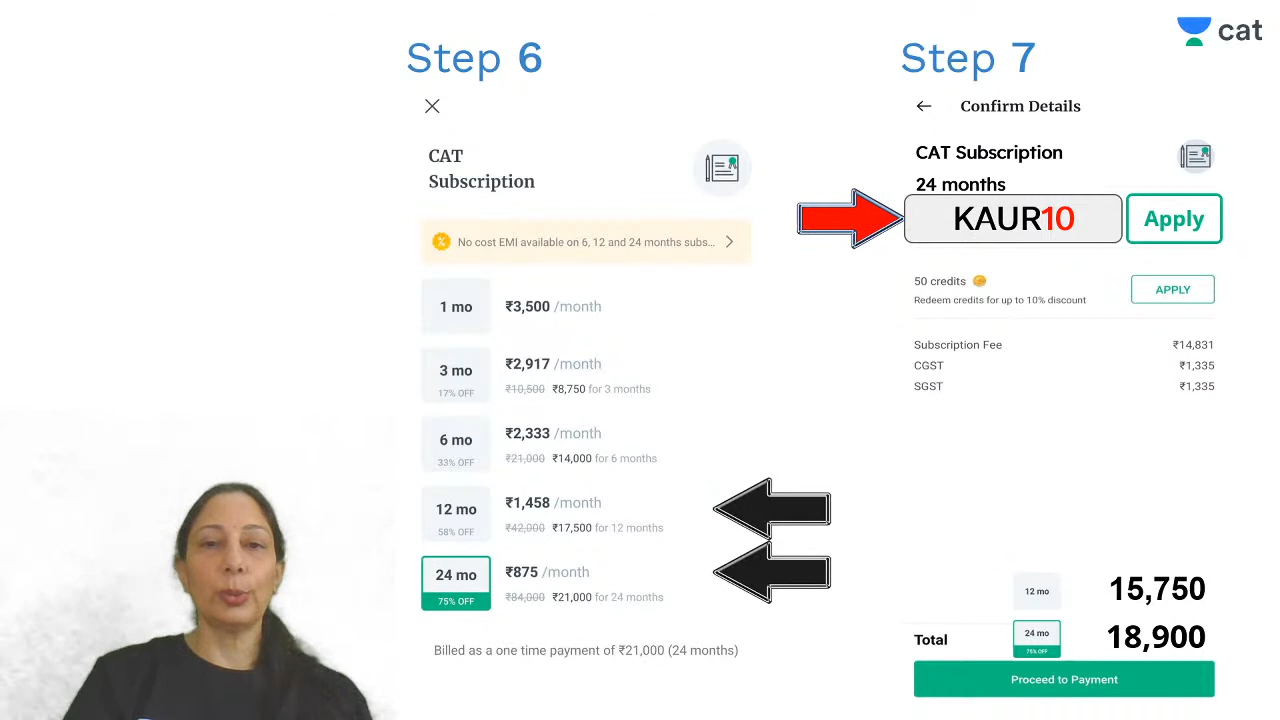 cat
Step 6
CAT
Subscription
No cost EMI available on 6, 12 and 24 months subs...
1 mo
₹3,500 /month
3 mo
17% OFF
₹2,917 /month
₹10,500 ₹8,750 for 3 months
6 mo
33% OFF
₹2,333 /month
₹21,000 ₹14,000 for 6 months
12 mo
58% OFF
₹1,458 /month
₹42,000 ₹17,500 for 12 months
24 mo
75% OFF
₹875 /month
₹84,000 ₹21,000 for 24 months
Billed as a one time payment of ₹21,000 (24 months)
Step 7
Confirm Details
CAT Subscription
24 months
KAUR10
Apply
50 credits
Redeem credits for up to 10% discount
APPLY
Subscription Fee ₹14,831
CGST ₹1,335
SGST ₹1,335
12 mo 15,750
Total 24 mo 18,900
75% OFF
Proceed to Payment